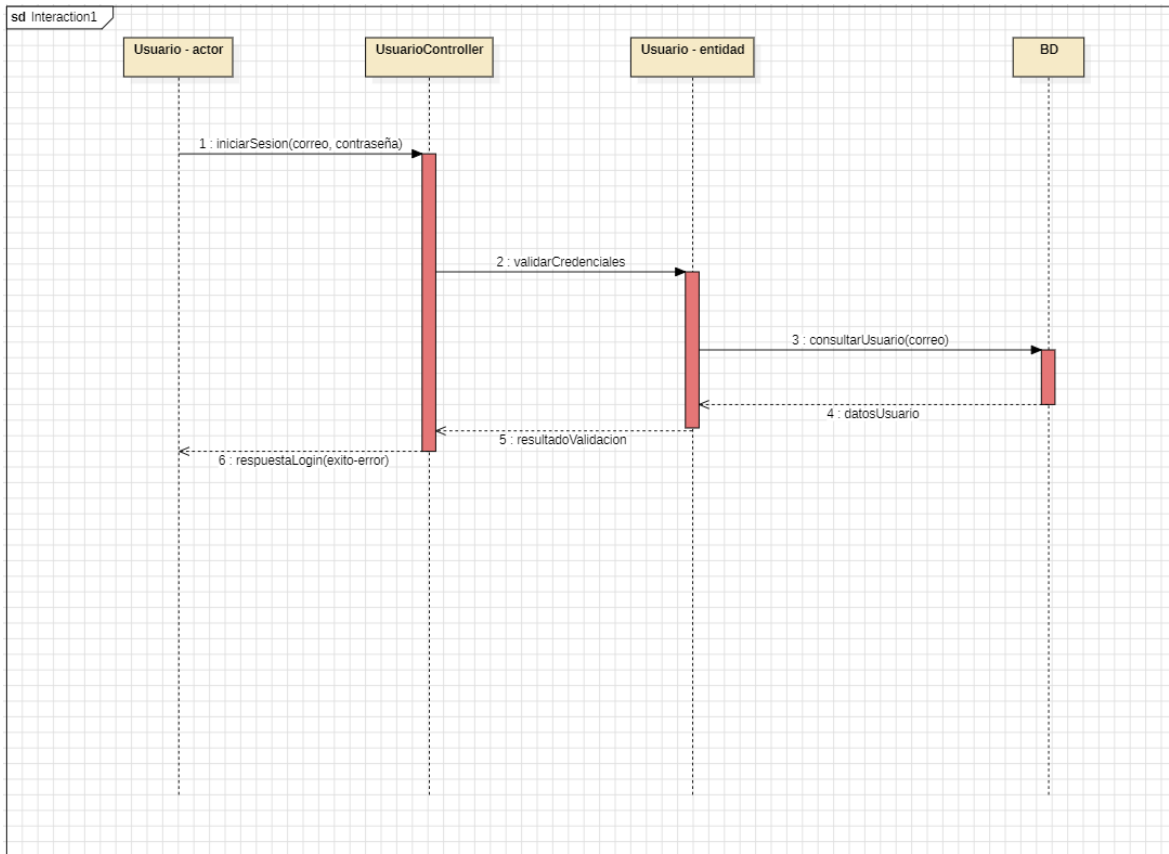 sd Interaction1
Usuario - actor
UsuarioController
Usuario - entidad
BD
1 : iniciarSesion(correo, contraseña)
2 : validarCredenciales
3 : consultarUsuario(correo)
4 : datosUsuario
5 : resultadoValidacion
6 : respuestaLogin(exito-error)